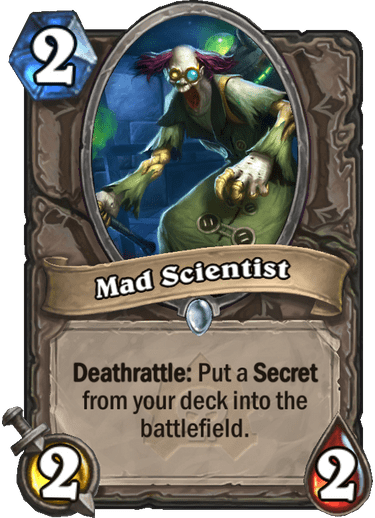 2
Mad Scientist
Deathrattle: Put a Secret
from your deck into the
battlefield.
2
2